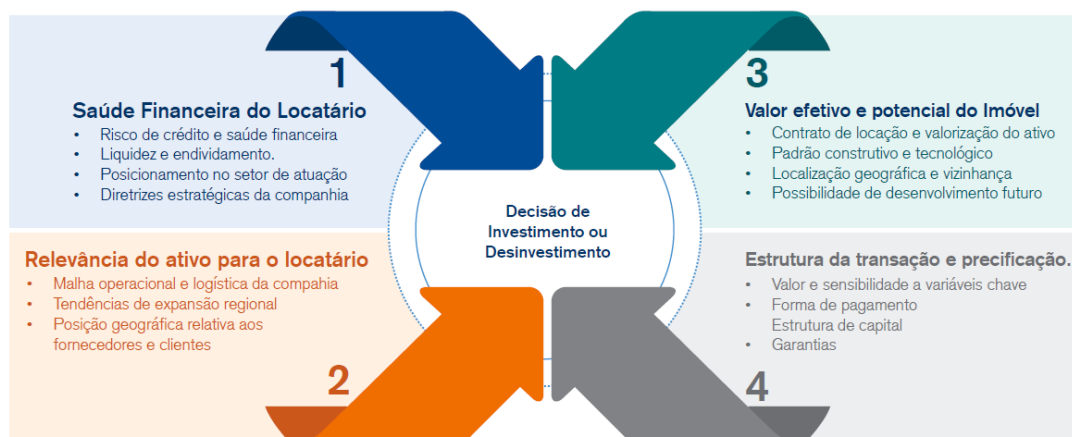 1
Saúde Financeira do Locatário
• Risco de crédito e saúde financeira
• Liquidez e endividamento.
• Posicionamento no setor de atuação
• Diretrizes estratégicas da companhia
Relevância do ativo para o locatário
• Malha operacional e logística da compahia
• Tendências de expansão regional
• Posição geográfica relativa aos
fornecedores e clientes
2
Decisão de
Investimento ou
Desinvestimento
3
Valor efetivo e potencial do Imóvel
• Contrato de locação e valorização do ativo
• Padrão construtivo e tecnológico
• Localização geográfica e vizinhança
• Possibilidade de desenvolvimento futuro
Estrutura da transação e precificação.
• Valor e sensibilidade a variáveis chave
• Forma de pagamento
Estrutura de capital
• Garantias
4